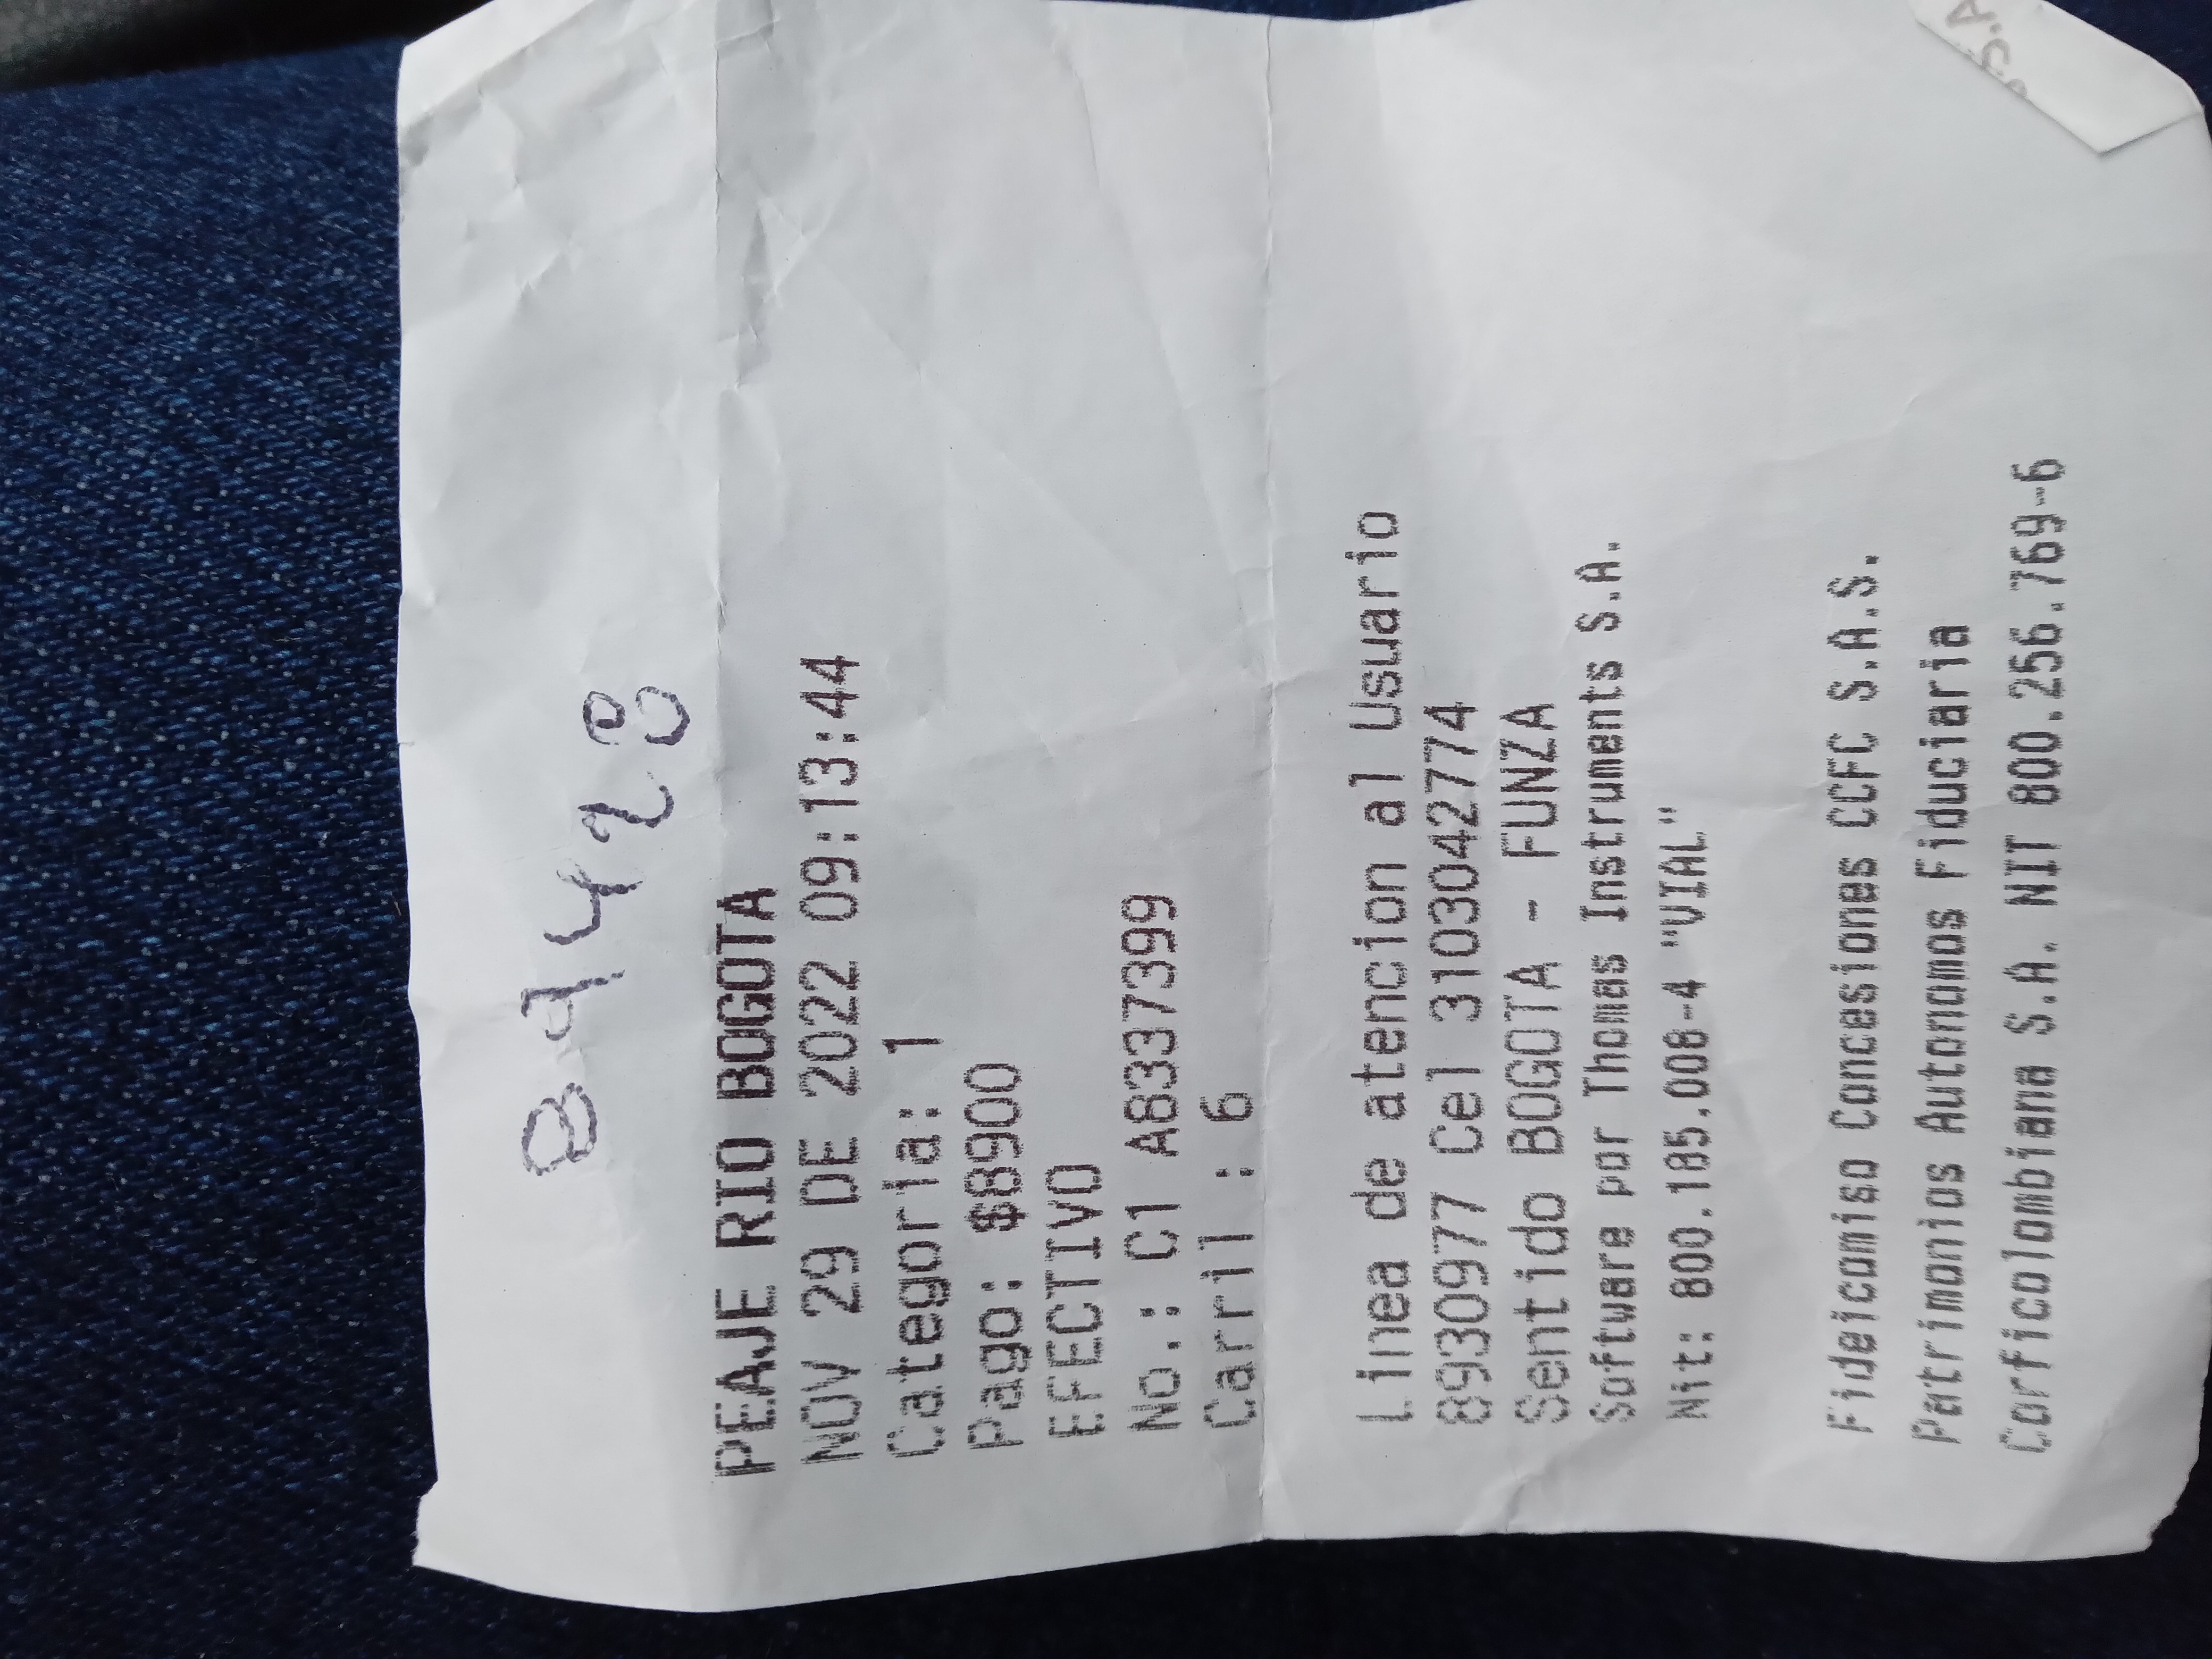 PEAJE RIO BOGOTA
NOV 29 DE 2022 09:13:44
Categoria: 1
Pago: $8900
EFECTIVO
No.: C1 A8337399
Carril : 6
Linea de atencion al Usuario
8930977 Cel 3103042774
Sentido BOGOTA - FUNZA
Software por Thomas Instruments S.A.
Nit: 800.185.008-4 "VIAL"
Fideicomiso Concesiones CCFC S.A.S.
Patrimonios Autonomos Fiduciaria
Corficolombiana S.A. NIT 800.256.769-6